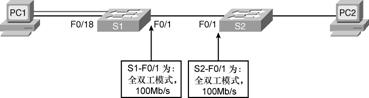 PC1
F0/18
S1
F0/1
F0/1
S2
PC2
S1-F0/1 为：
全双工模式，
100Mb/s
S2-F0/1 为：
全双工模式，
100Mb/s